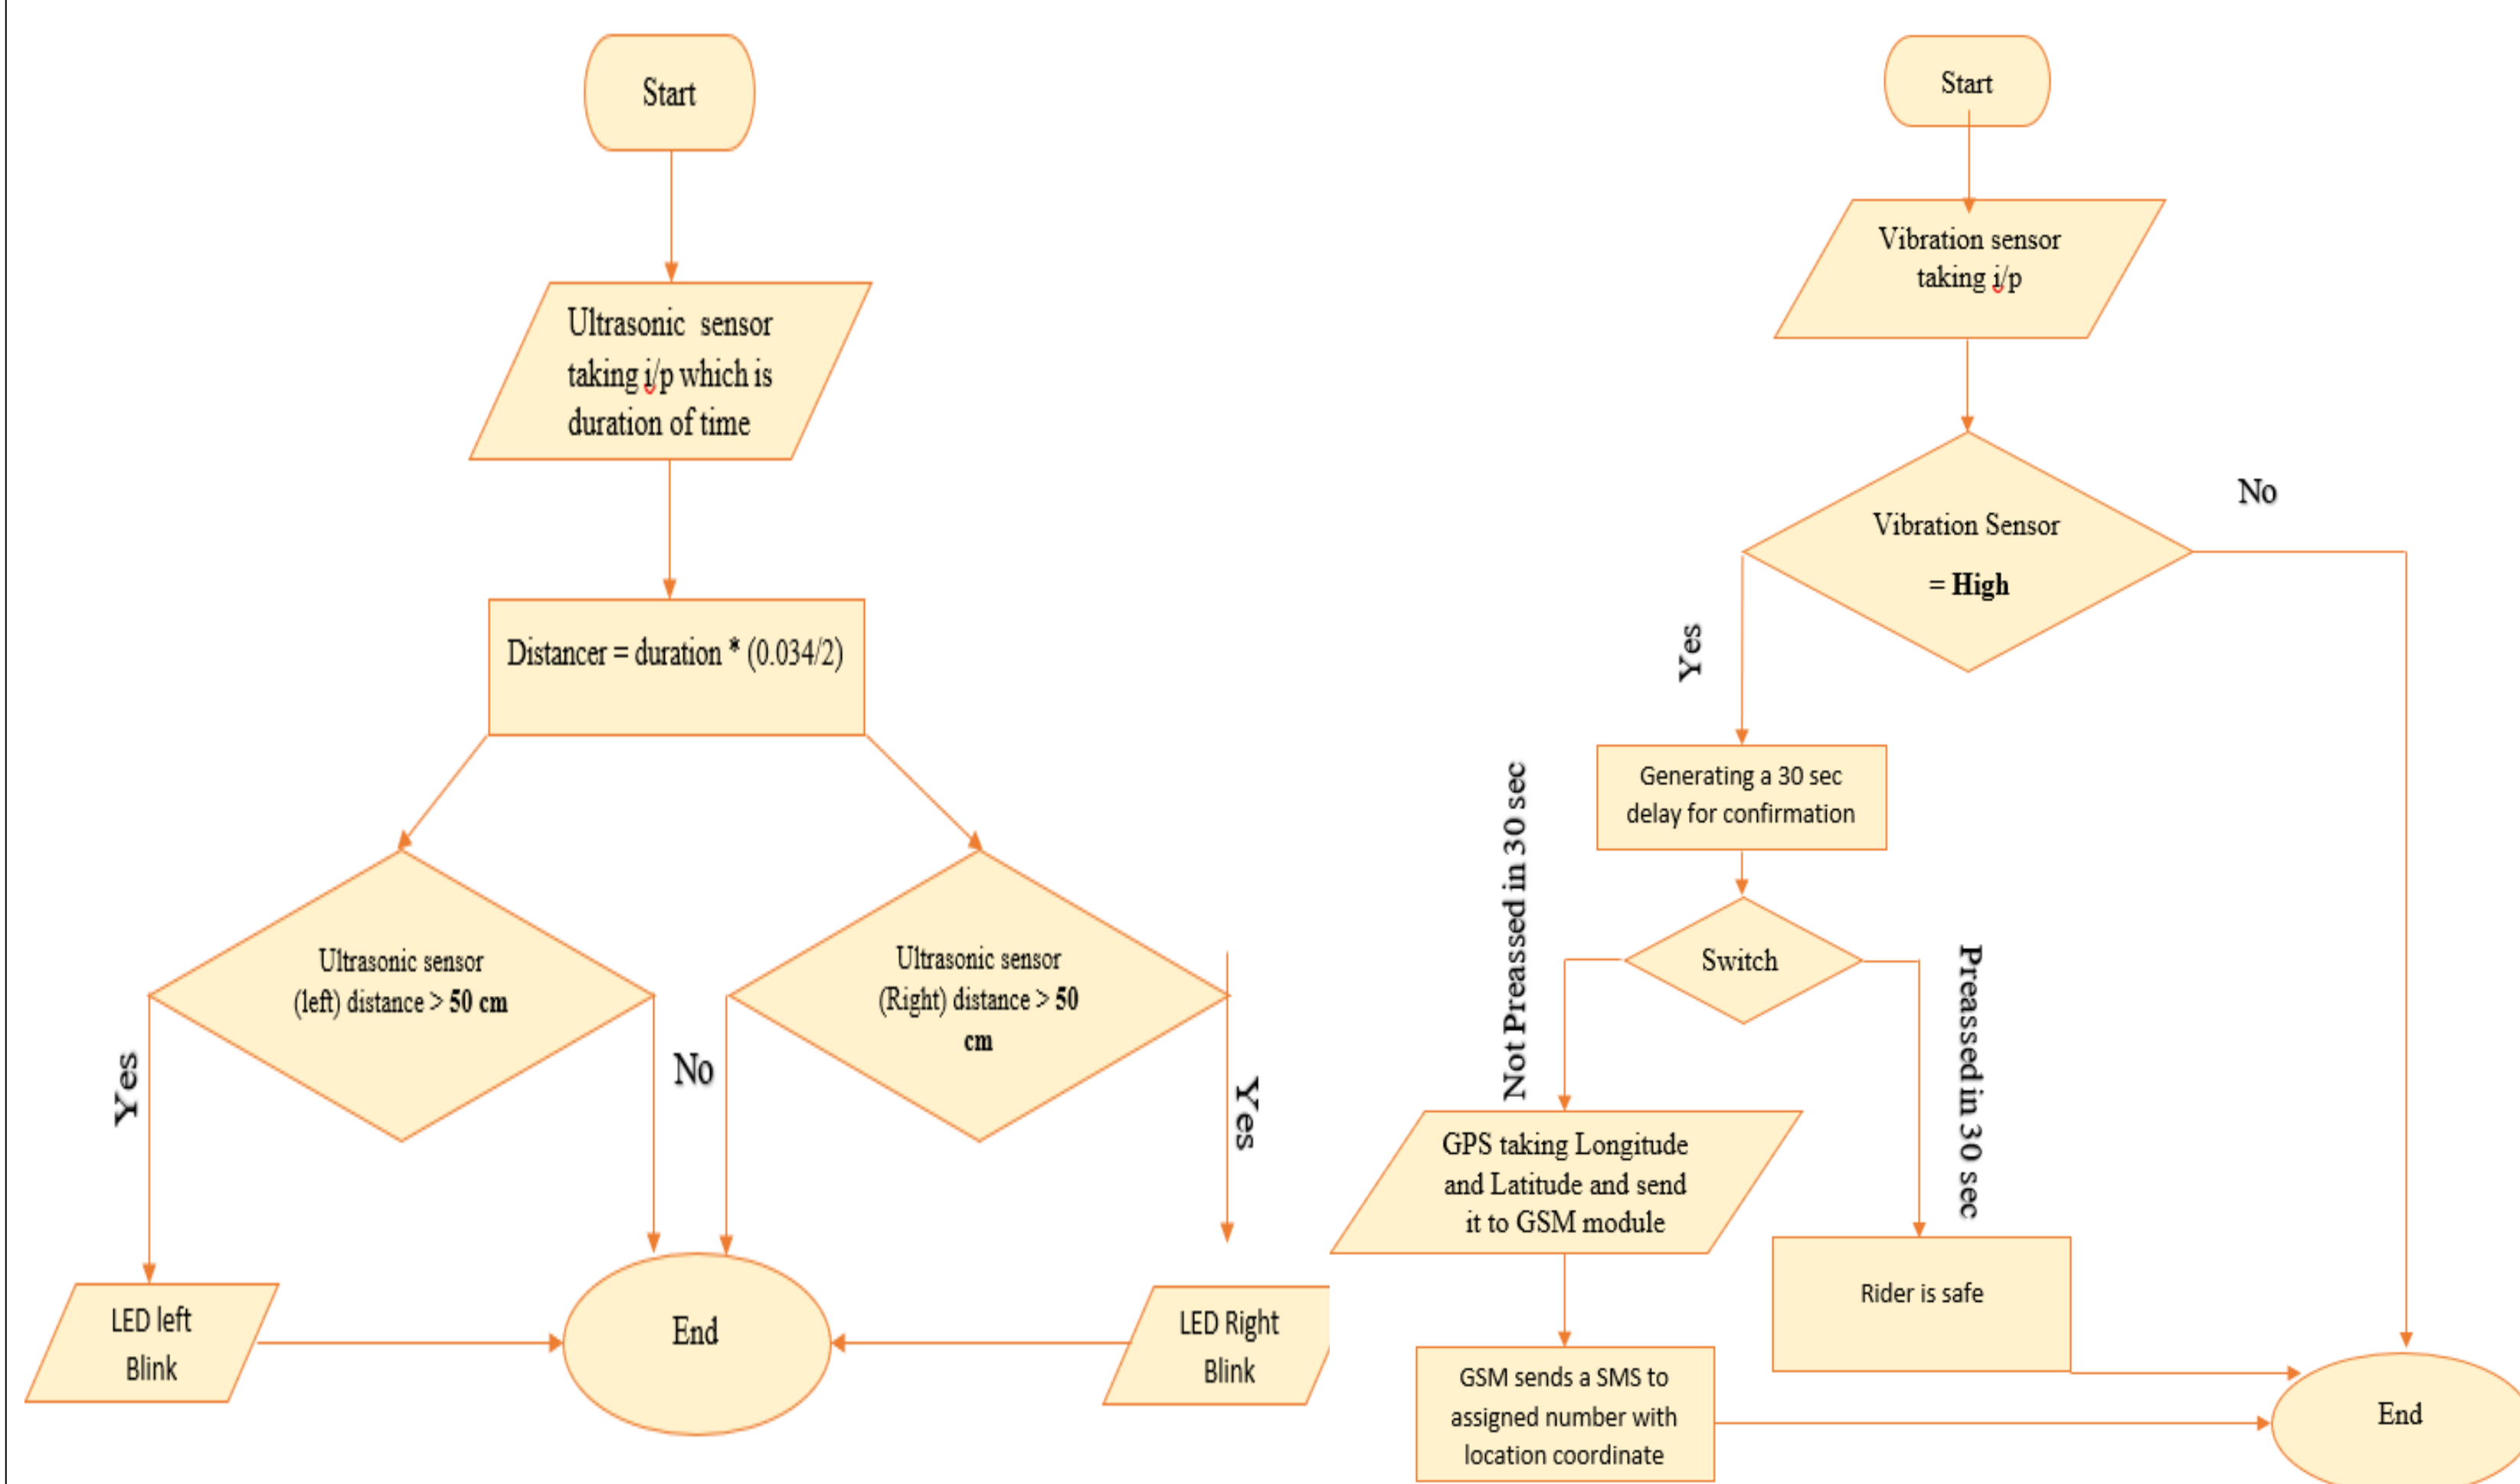 Start
Ultrasonic sensor
taking i/p which is
duration of time
Distancer = duration * (0.034/2)
Ultrasonic sensor
(left) distance > 50 cm
Ultrasonic sensor
(Right) distance > 50
cm
Yes
No
Yes
LED left
Blink
End
LED Right
Blink
Start
Vibration sensor
taking i/p
Vibration Sensor
= High
No
Yes
Generating a 30 sec
delay for confirmation
Switch
Not Preassed in 30 sec
Preassed in 30 sec
GPS taking Longitude
and Latitude and send
it to GSM module
Rider is safe
GSM sends a SMS to
assigned number with
location coordinate
End